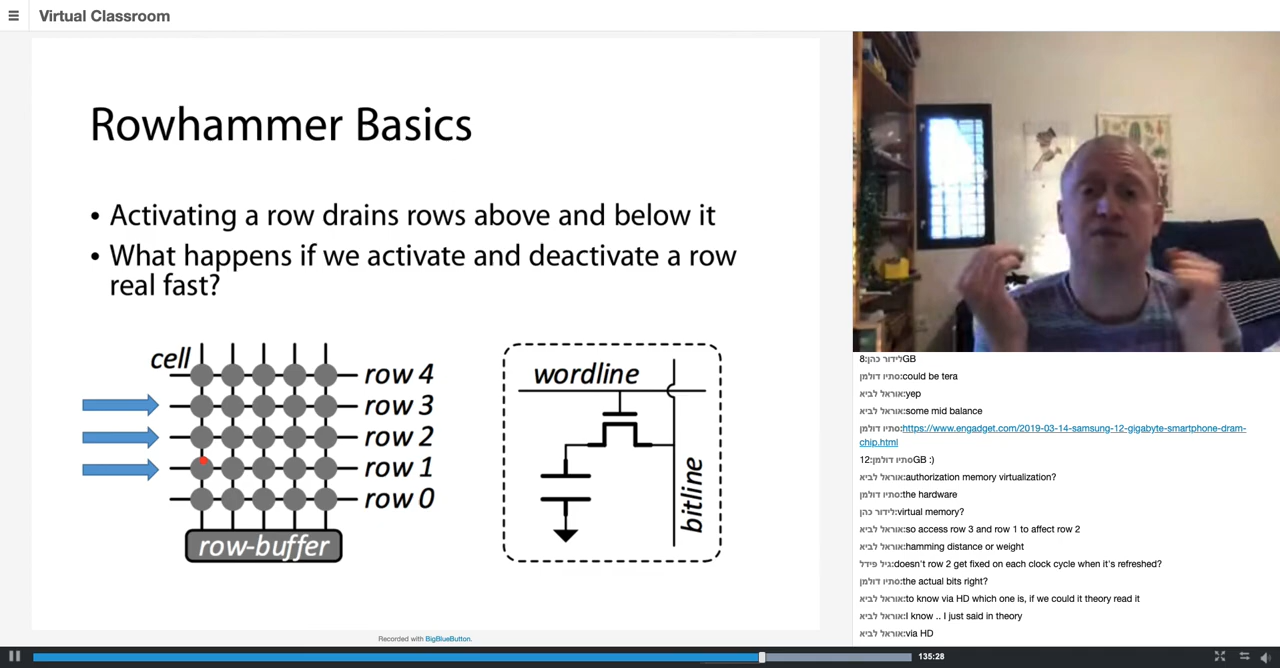 Virtual Classroom
Rowhammer Basics
• Activating a row drains rows above and below it
• What happens if we activate and deactivate a row
real fast?
cell
row 4
row 3
row 2
row 1
row 0
row-buffer
wordline
bitline
Recorded with BigBlueButton.
לידור כהן:8GB
סתיו דולמן:could be tera
אוראל לביא:yep
אוראל לביא:some mid balance
סתיו דולמן:https://www.engadget.com/2019-03-14-samsung-12-gigabyte-smartphone-dram-
chip.html
סתיו דולמן:12GB :)
אוראל לביא:authorization memory virtualization?
סתיו דולמן:the hardware
לידור כהן:virtual memory?
אוראל לביא:so access row 3 and row 1 to affect row 2
אוראל לביא:hamming distance or weight
גיל פידל:doesn't row 2 get fixed on each clock cycle when it's refreshed?
סתיו דולמן:the actual bits right?
אוראל לביא:to know via HD which one is, if we could it theory read it
אוראל לביא:I know .. I just said in theory
אוראל לביא:via HD
135:28